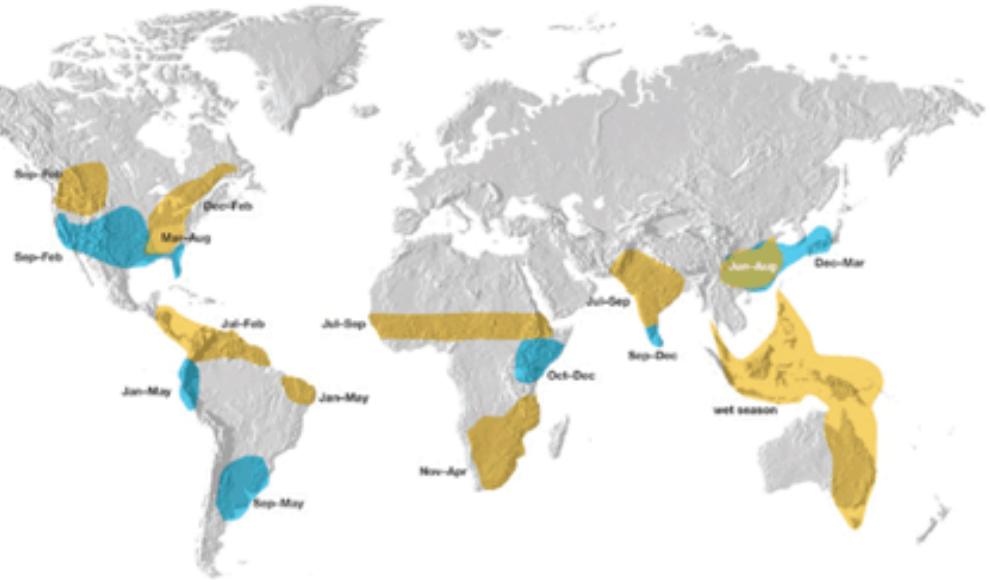 Sep–Feb
Dec–Feb
Mar–Aug
Sep–Feb
Jun–Aug
Dec–Mar
Jul–Sep
Jul–Feb
Jul–Sep
Sep–Dec
Oct–Dec
Jan–May
Jan–May
wet season
Nov–Apr
Sep–May